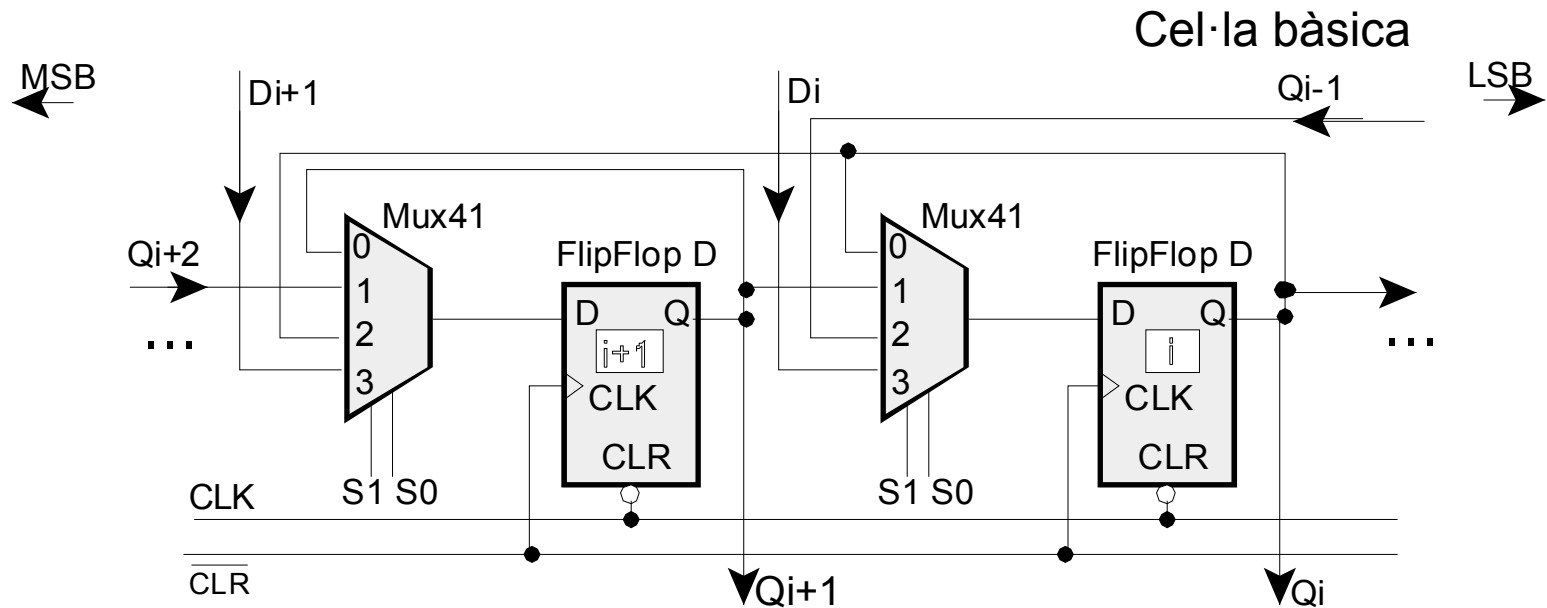 Cel·la bàsica
MSB
Di+1
Di
Qi-1
LSB
Mux41
Mux41
Qi+2
FlipFlop D
FlipFlop D
0
1
2
3
D
Q
i+1
CLK
CLR
0
1
2
3
D
Q
i
CLK
CLR
...
...
S1 S0
S1 S0
CLK
CLR
Qi+1
Qi